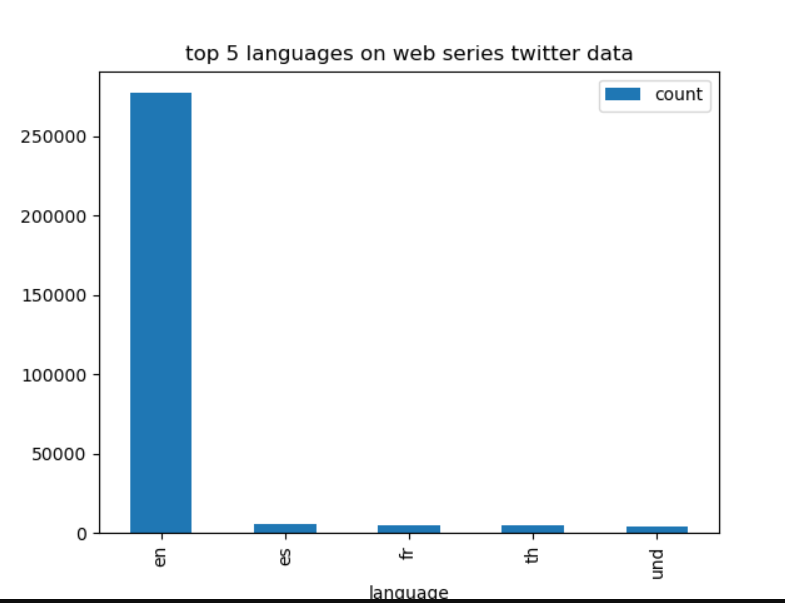 top 5 languages on web series twitter data
count
250000
200000
150000
100000
50000
0
en
es
fr
th
und
language